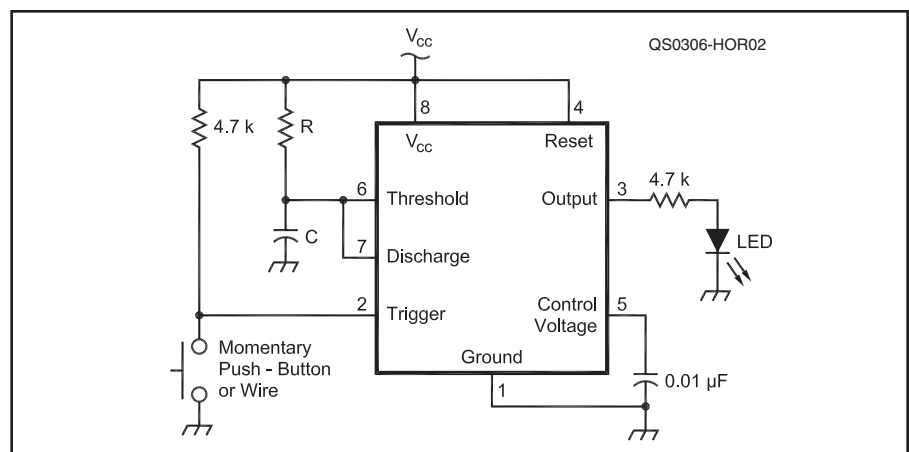 V_CC
QS0306-HOR02
8
4
4.7 k
R
V_CC
Reset
6
Threshold
Output
3
4.7 k
C
7
Discharge
LED
2
Trigger
Control
Voltage
5
Momentary
Push - Button
or Wire
Ground
1
0.01 µF